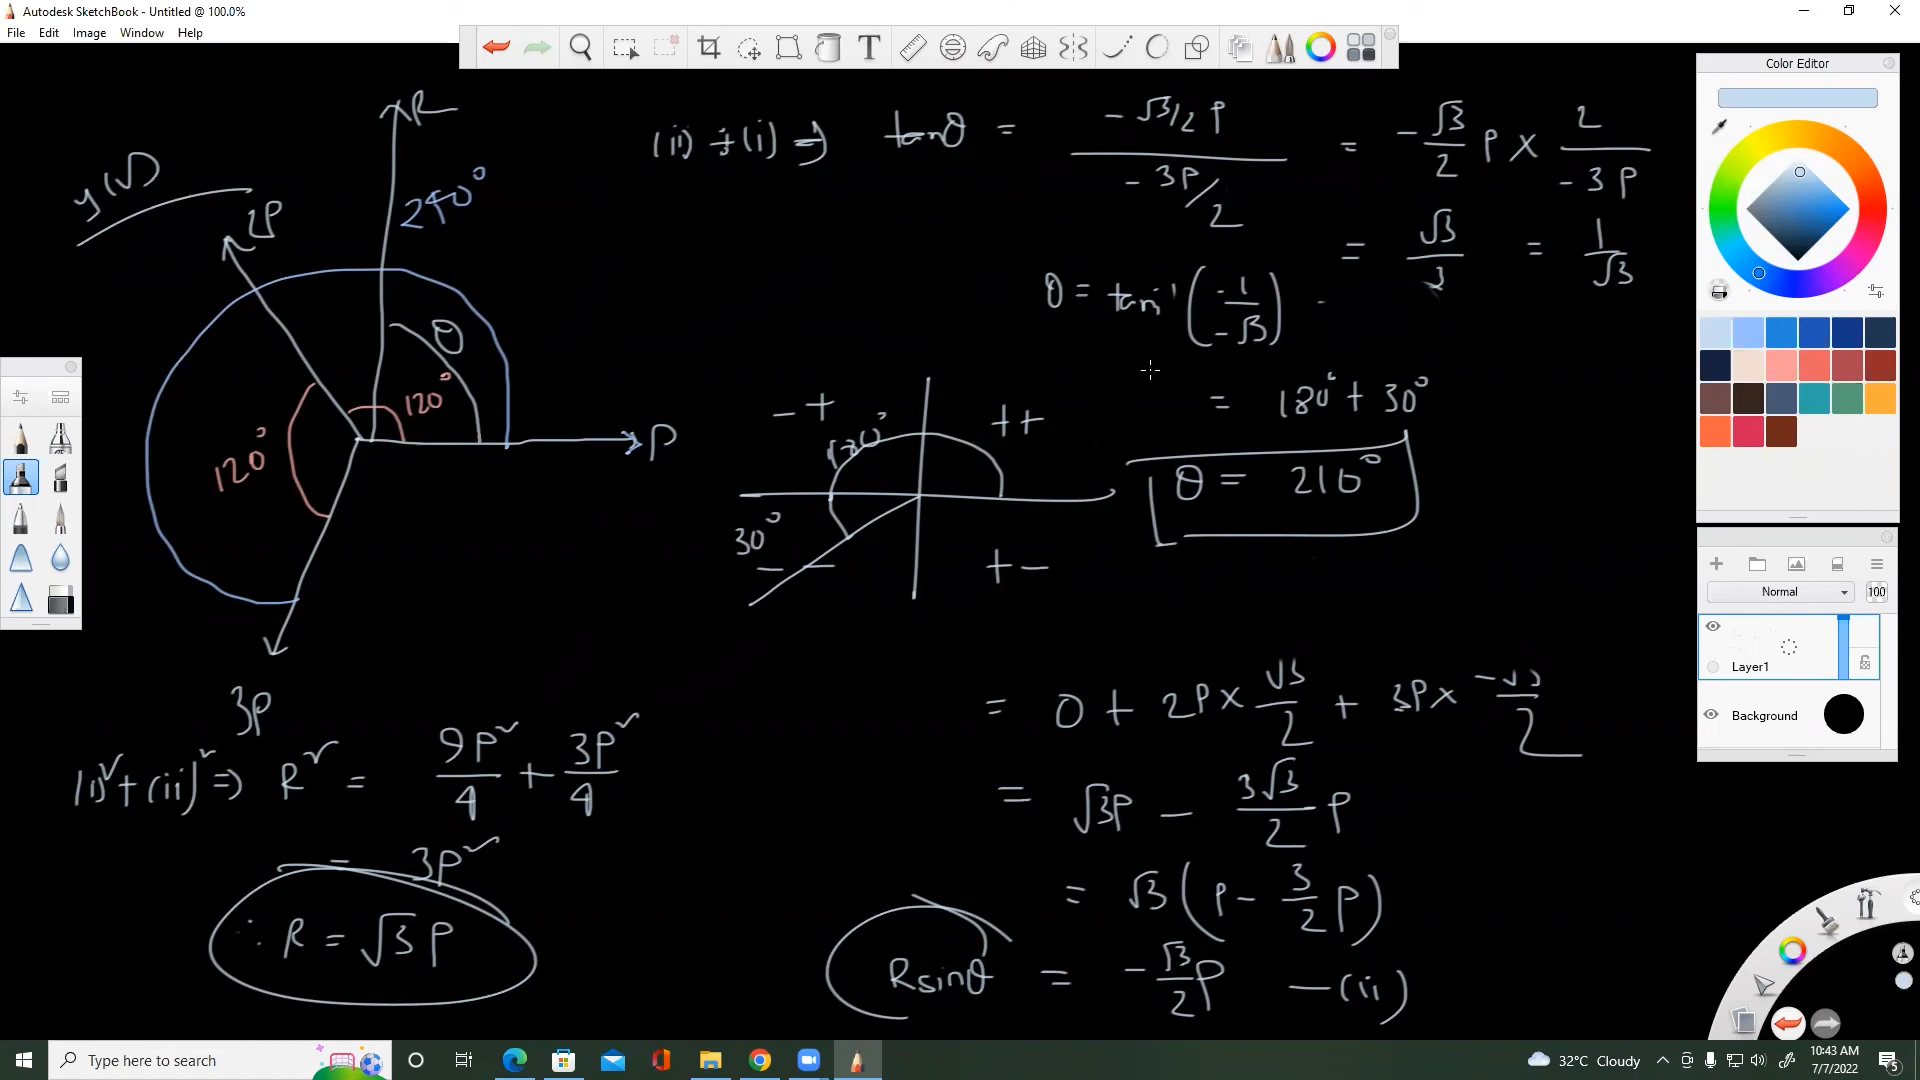 Autodesk SketchBook - Untitled @ 100.0%
File Edit Image Window Help
Color Editor
R
y(V)
2P
240°
θ
120°
120°
P
3P
(ii) ÷ (i) ⇒ tanθ = (-√3/2 P)/(-3P/2) = -√3/2 P × 2/(-3P)
= √3/3 = 1/√3
θ = tan⁻¹(-1/-√3)
= 180° + 30°
θ = 210°
-+ ++
180°
30°
-- +-
Normal 100
Layer1
Background
= 0 + 2P × √3/2 + 3P × -√3/2
= √3P - 3√3/2 P
= √3(P - 3/2 P)
Rsinθ = -√3/2 P —(ii)
(i)² + (ii)² ⇒ R² = 9P²/4 + 3P²/4
= 3P²
∴ R = √3 P
Type here to search
32°C Cloudy
10:43 AM
7/7/2022
5